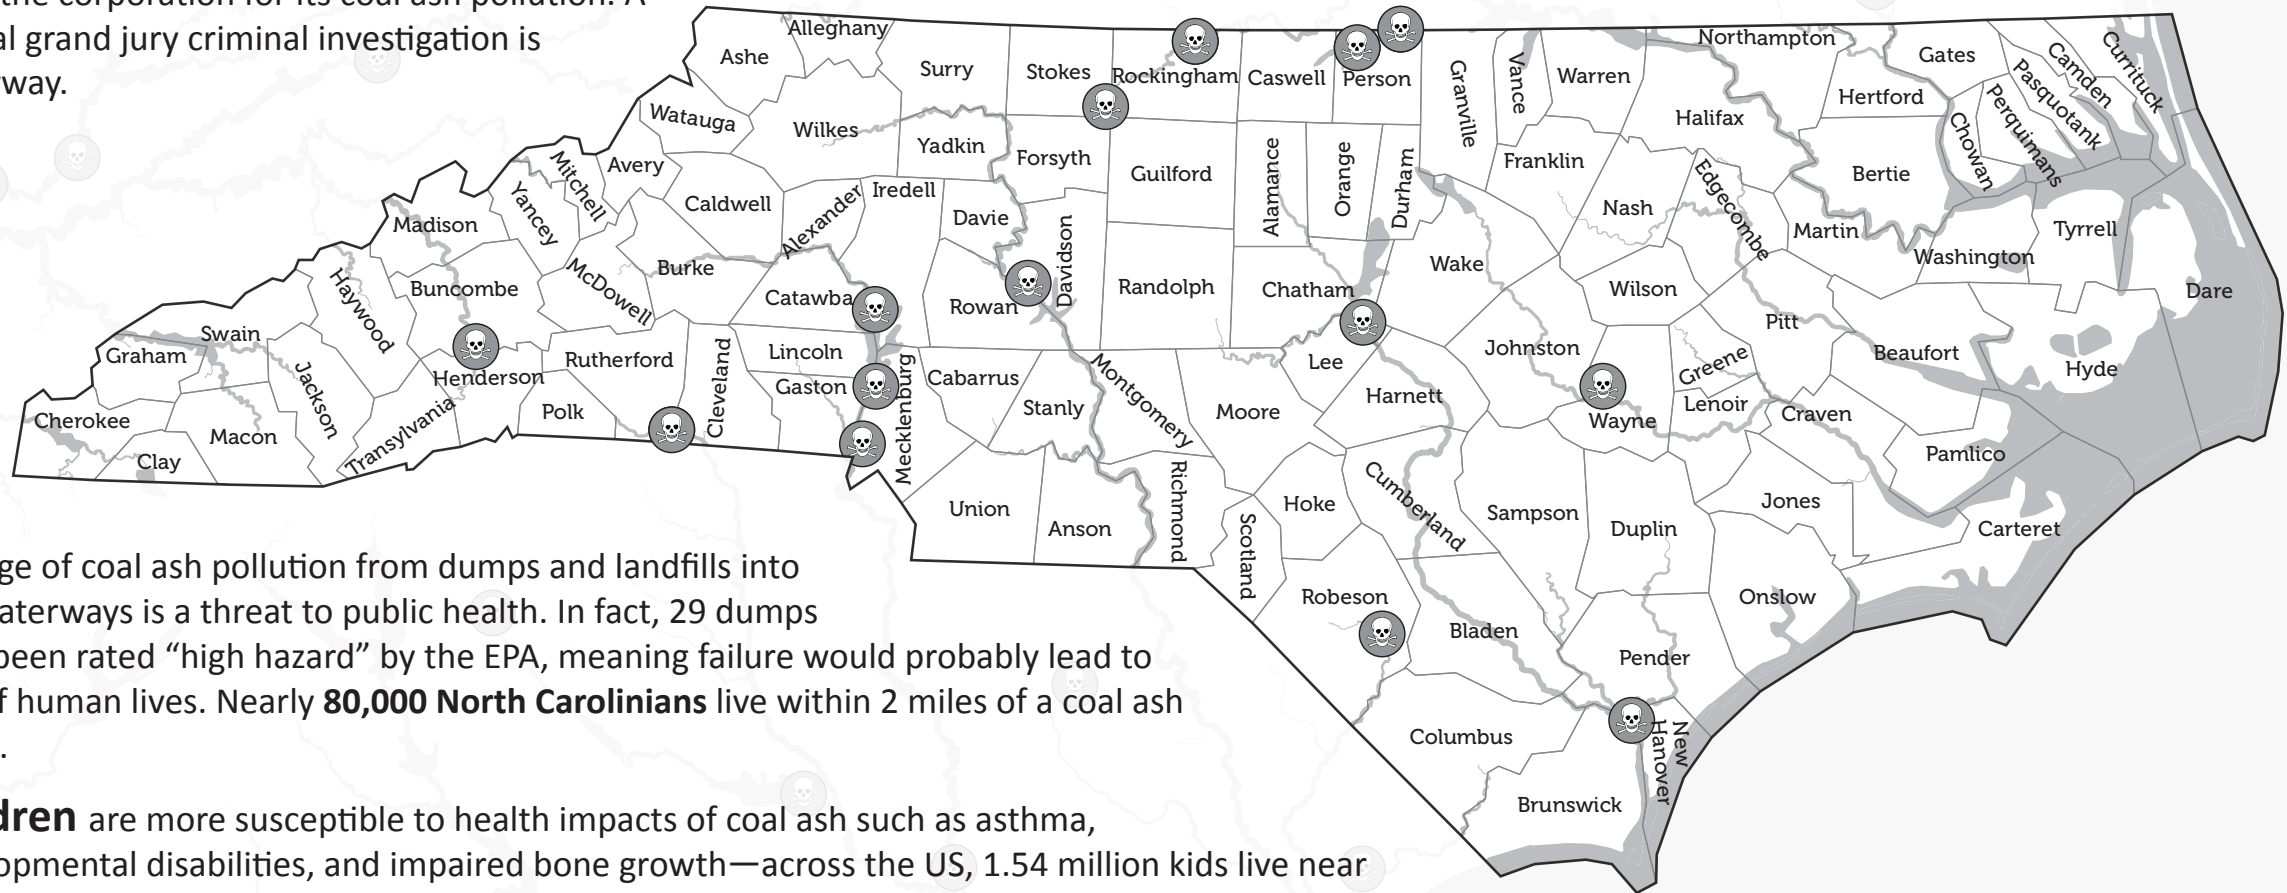 the corporation for its coal ash pollution. A
al grand jury criminal investigation is
way.
Alleghany
Ashe
Surry
Stokes
Rockingham
Caswell
Person
Granville
Vance
Warren
Northampton
Gates
Camden
Currituck
Pasquotank
Perquimans
Hertford
Halifax
Chowan
Watauga
Wilkes
Yadkin
Forsyth
Guilford
Alamance
Orange
Durham
Franklin
Nash
Edgecombe
Bertie
Mitchell
Avery
Yancey
Caldwell
Alexander
Iredell
Davie
Davidson
Madison
Martin
Washington
Tyrrell
Dare
Haywood
Buncombe
McDowell
Burke
Catawba
Rowan
Randolph
Chatham
Wake
Wilson
Pitt
Beaufort
Hyde
Swain
Graham
Jackson
Henderson
Rutherford
Cleveland
Lincoln
Gaston
Mecklenburg
Cabarrus
Stanly
Montgomery
Moore
Lee
Harnett
Johnston
Wayne
Greene
Lenoir
Craven
Pamlico
Cherokee
Clay
Macon
Transylvania
Polk
Union
Anson
Richmond
Scotland
Hoke
Cumberland
Sampson
Duplin
Jones
Carteret
Onslow
Robeson
Bladen
Pender
Columbus
New
Hanover
Brunswick
ge of coal ash pollution from dumps and landfills into
aterways is a threat to public health. In fact, 29 dumps
been rated “high hazard” by the EPA, meaning failure would probably lead to
f human lives. Nearly 80,000 North Carolinians live within 2 miles of a coal ash
.
dren are more susceptible to health impacts of coal ash such as asthma,
opmental disabilities, and impaired bone growth—across the US, 1.54 million kids live near